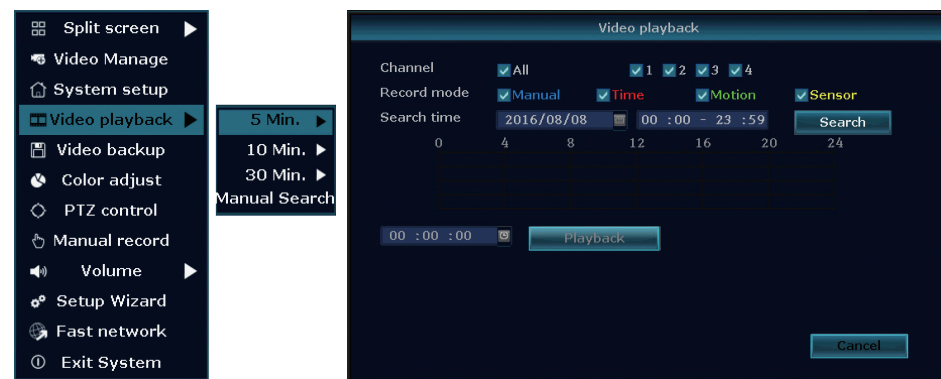 Split screen
Video Manage
System setup
Video playback
Video backup
Color adjust
PTZ control
Manual record
Volume
Setup Wizard
Fast network
Exit System
5 Min.
10 Min.
30 Min.
Manual Search
Video playback
Channel All 1 2 3 4
Record mode Manual Time Motion Sensor
Search time 2016/08/08 00 :00 - 23 :59 Search
0 4 8 12 16 20 24
00 :00 :00 Playback
Cancel